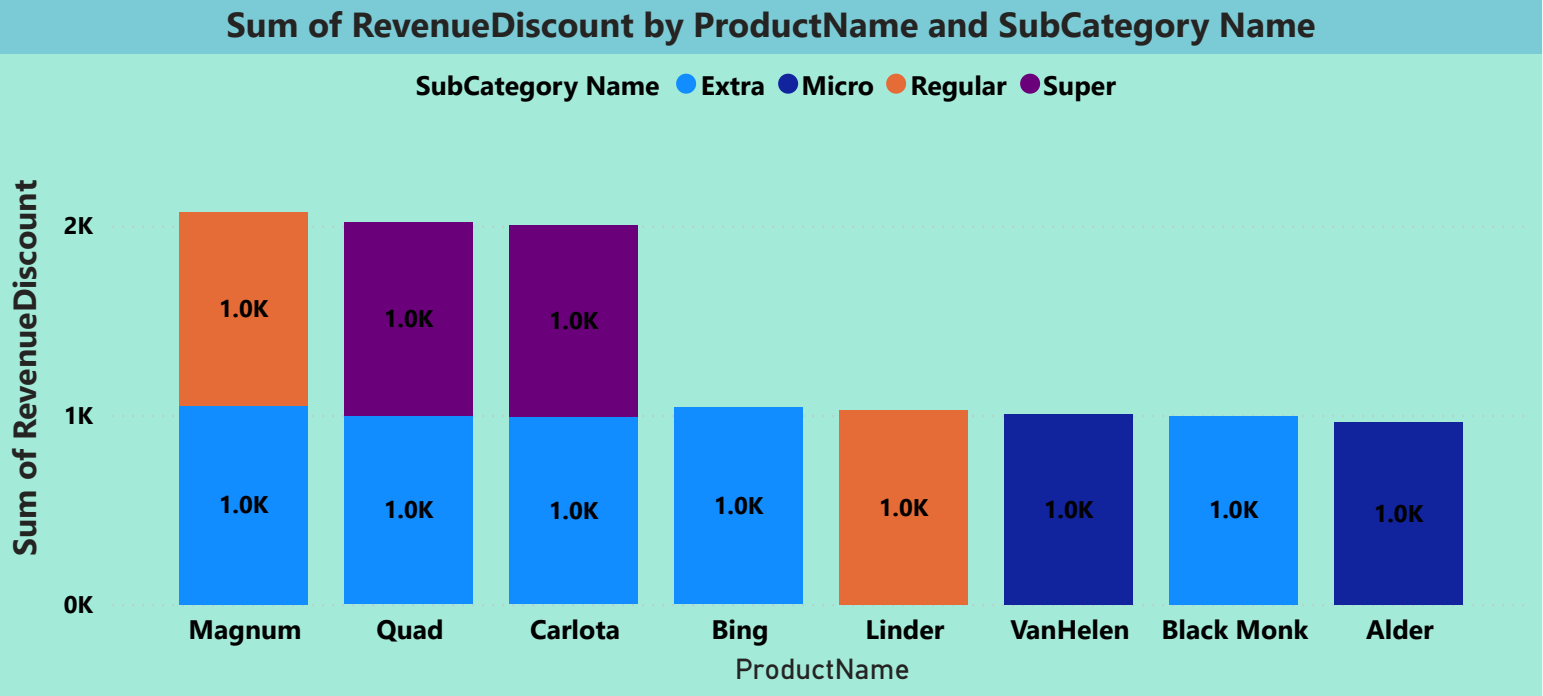 Sum of RevenueDiscount by ProductName and SubCategory Name
SubCategory Name Extra Micro Regular Super
Sum of RevenueDiscount
2K
1K
0K
1.0K 1.0K 1.0K
1.0K 1.0K 1.0K 1.0K 1.0K 1.0K 1.0K 1.0K
Magnum Quad Carlota Bing Linder VanHelen Black Monk Alder
ProductName